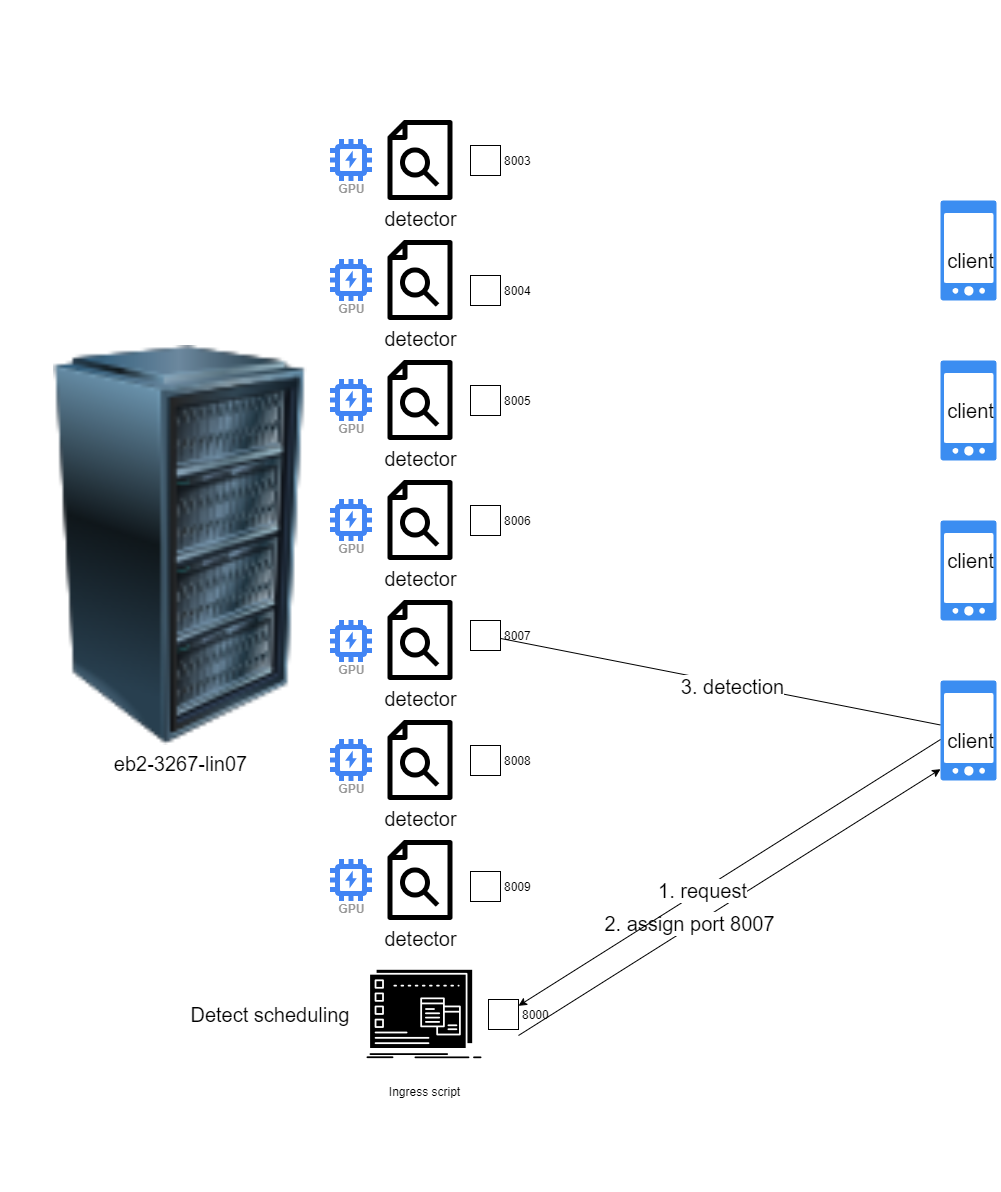 8003
GPU
detector
client
8004
GPU
detector
8005
client
GPU
detector
8006
GPU
client
detector
8007
GPU
3. detection
detector
client
eb2-3267-lin07
8008
GPU
detector
8009
1. request
GPU
2. assign port 8007
detector
Detect scheduling
8000
Ingress script